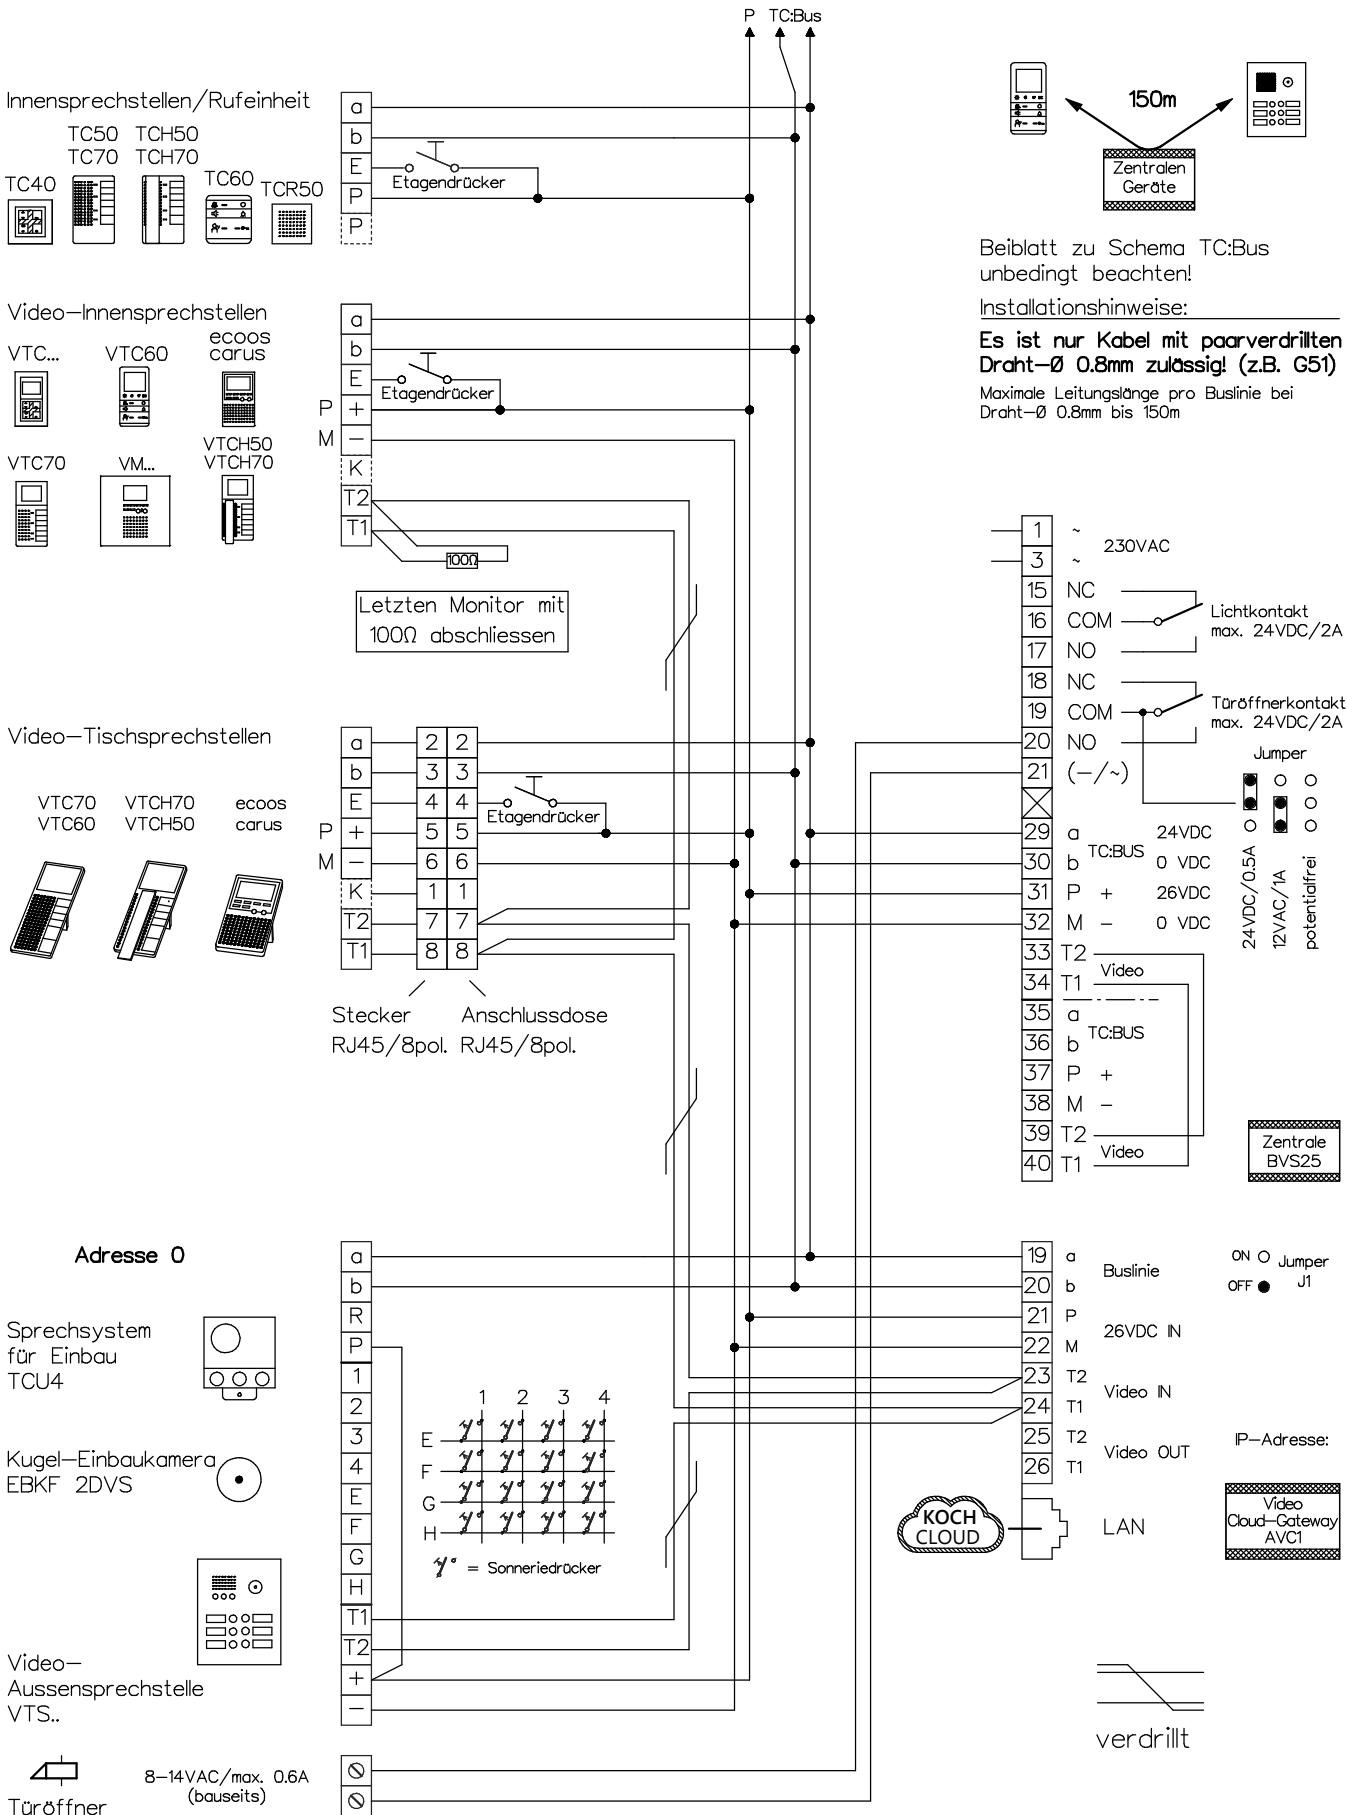 P TC:Bus
Innensprechstellen/Rufeinheit
TC50 TCH50
TC70 TCH70
TC40
TC60
TCR50
a
b
E
P
P
Etagendrücker
150m
Zentralen
Geräte
Beiblatt zu Schema TC:Bus
unbedingt beachten!
Installationshinweise:
Es ist nur Kabel mit paarverdrillten
Draht-Ø 0.8mm zulässig! (z.B. G51)
Maximale Leitungslänge pro Buslinie bei
Draht-Ø 0.8mm bis 150m
Video-Innensprechstellen
VTC...
VTC60
ecoos
carus
VTC70
VM...
VTCH50
VTCH70
a
b
E
P +
M -
K
T2
T1
Etagendrücker
100Ω
Letzten Monitor mit
100Ω abschliessen
Video-Tischsprechstellen
VTC70 VTCH70 ecoos
VTC60 VTCH50 carus
a 2 2
b 3 3
E 4 4
P + 5 5
M - 6 6
K 1 1
T2 7 7
T1 8 8
Etagendrücker
Stecker
RJ45/8pol.
Anschlussdose
RJ45/8pol.
1 ~
230VAC
3 ~
15 NC
16 COM
17 NO
Lichtkontakt
max. 24VDC/2A
18 NC
19 COM
20 NO
Türöffnerkontakt
max. 24VDC/2A
21 (-/~)
Jumper
24VDC/0.5A
12VAC/1A
potentialfrei
29 a 24VDC
TC:BUS
30 b 0 VDC
31 P + 26VDC
32 M - 0 VDC
33 T2
Video
34 T1
35 a
TC:BUS
36 b
37 P +
38 M -
39 T2
Video
40 T1
Zentrale
BVS25
Adresse 0
Sprechsystem
für Einbau
TCU4
Kugel-Einbaukamera
EBKF 2DVS
Video-
Aussensprechstelle
VTS..
Türöffner
8-14VAC/max. 0.6A
(bauseits)
a
b
R
P
1
2
3
4
E
F
G
H
T1
T2
+
-
1 2 3 4
E
F
G
H
= Sonneriedrücker
19 a
Buslinie
20 b
21 P
26VDC IN
22 M
23 T2
Video IN
24 T1
25 T2
Video OUT
26 T1
ON Jumper
OFF J1
IP-Adresse:
KOCH
CLOUD
LAN
Video
Cloud-Gateway
AVC1
verdrillt